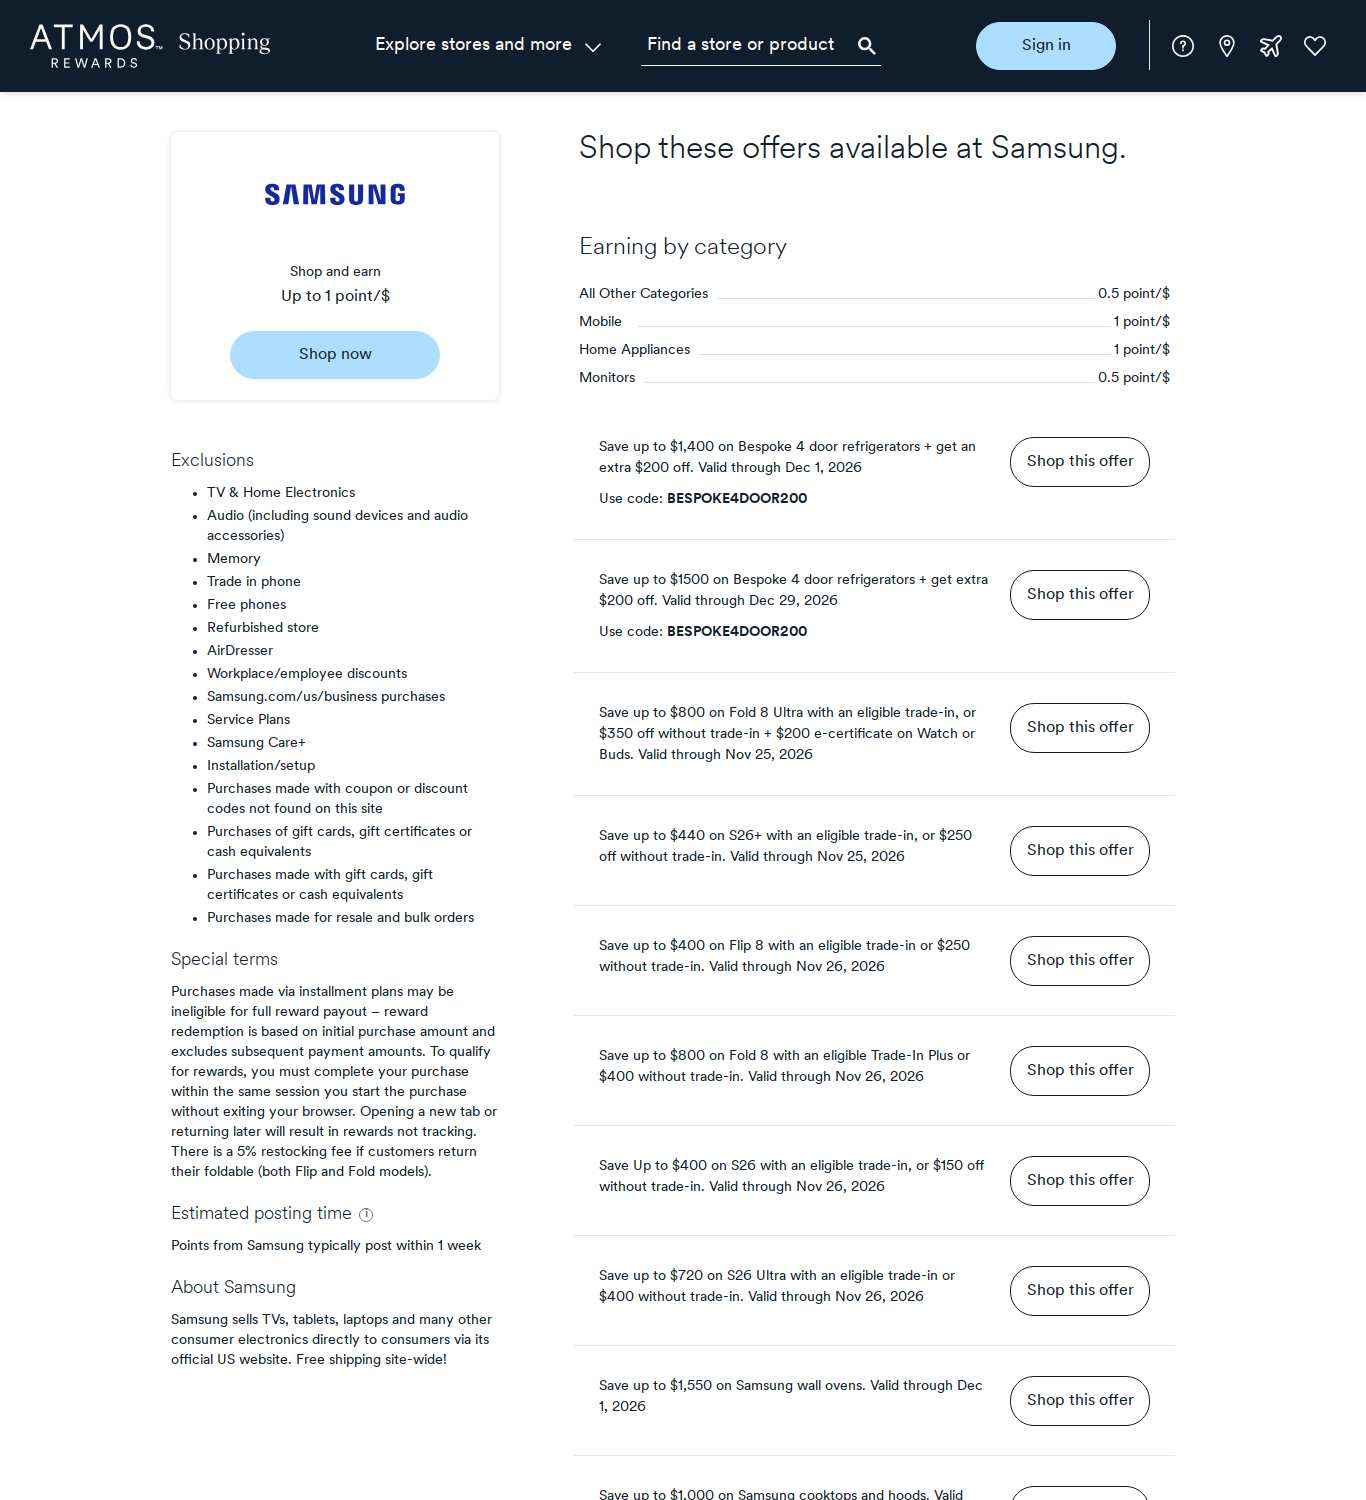 ATMOS™ Shopping
REWARDS
Explore stores and more
Find a store or product
Sign in
SAMSUNG
Shop and earn
Up to 1 point/$
Shop now
Exclusions
• TV & Home Electronics
• Audio (including sound devices and audio
accessories)
• Memory
• Trade in phone
• Free phones
• Refurbished store
• AirDresser
• Workplace/employee discounts
• Samsung.com/us/business purchases
• Service Plans
• Samsung Care+
• Installation/setup
• Purchases made with coupon or discount
codes not found on this site
• Purchases of gift cards, gift certificates or
cash equivalents
• Purchases made with gift cards, gift
certificates or cash equivalents
• Purchases made for resale and bulk orders
Special terms
Purchases made via installment plans may be
ineligible for full reward payout – reward
redemption is based on initial purchase amount and
excludes subsequent payment amounts. To qualify
for rewards, you must complete your purchase
within the same session you start the purchase
without exiting your browser. Opening a new tab or
returning later will result in rewards not tracking.
There is a 5% restocking fee if customers return
their foldable (both Flip and Fold models).
Estimated posting time
Points from Samsung typically post within 1 week
About Samsung
Samsung sells TVs, tablets, laptops and many other
consumer electronics directly to consumers via its
official US website. Free shipping site-wide!
Shop these offers available at Samsung.
Earning by category
All Other Categories 0.5 point/$
Mobile 1 point/$
Home Appliances 1 point/$
Monitors 0.5 point/$
Save up to $1,400 on Bespoke 4 door refrigerators + get an
extra $200 off. Valid through Dec 1, 2026
Use code: BESPOKE4DOOR200
Shop this offer
Save up to $1500 on Bespoke 4 door refrigerators + get extra
$200 off. Valid through Dec 29, 2026
Use code: BESPOKE4DOOR200
Shop this offer
Save up to $800 on Fold 8 Ultra with an eligible trade-in, or
$350 off without trade-in + $200 e-certificate on Watch or
Buds. Valid through Nov 25, 2026
Shop this offer
Save up to $440 on S26+ with an eligible trade-in, or $250
off without trade-in. Valid through Nov 25, 2026
Shop this offer
Save up to $400 on Flip 8 with an eligible trade-in or $250
without trade-in. Valid through Nov 26, 2026
Shop this offer
Save up to $800 on Fold 8 with an eligible Trade-In Plus or
$400 without trade-in. Valid through Nov 26, 2026
Shop this offer
Save Up to $400 on S26 with an eligible trade-in, or $150 off
without trade-in. Valid through Nov 26, 2026
Shop this offer
Save up to $720 on S26 Ultra with an eligible trade-in or
$400 without trade-in. Valid through Nov 26, 2026
Shop this offer
Save up to $1,550 on Samsung wall ovens. Valid through Dec
1, 2026
Shop this offer
Save up to $1,000 on Samsung cooktops and hoods. Valid